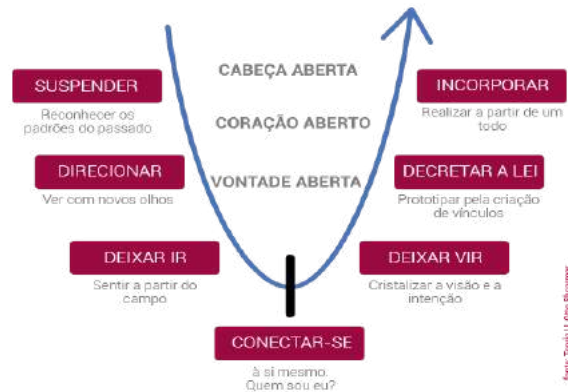 CABEÇA ABERTA
SUSPENDER
INCORPORAR
Reconhecer os
padrões do passado
Realizar a partir de um
todo
CORAÇÃO ABERTO
DIRECIONAR
DECRETAR A LEI
VONTADE ABERTA
Ver com novos olhos
Prototipar pela criação
de vínculos
DEIXAR IR
DEIXAR VIR
Sentir a partir do
campo
Cristalizar a visão e a
intenção
CONECTAR-SE
à si mesmo.
Quem sou eu?
fonte: Teoria U